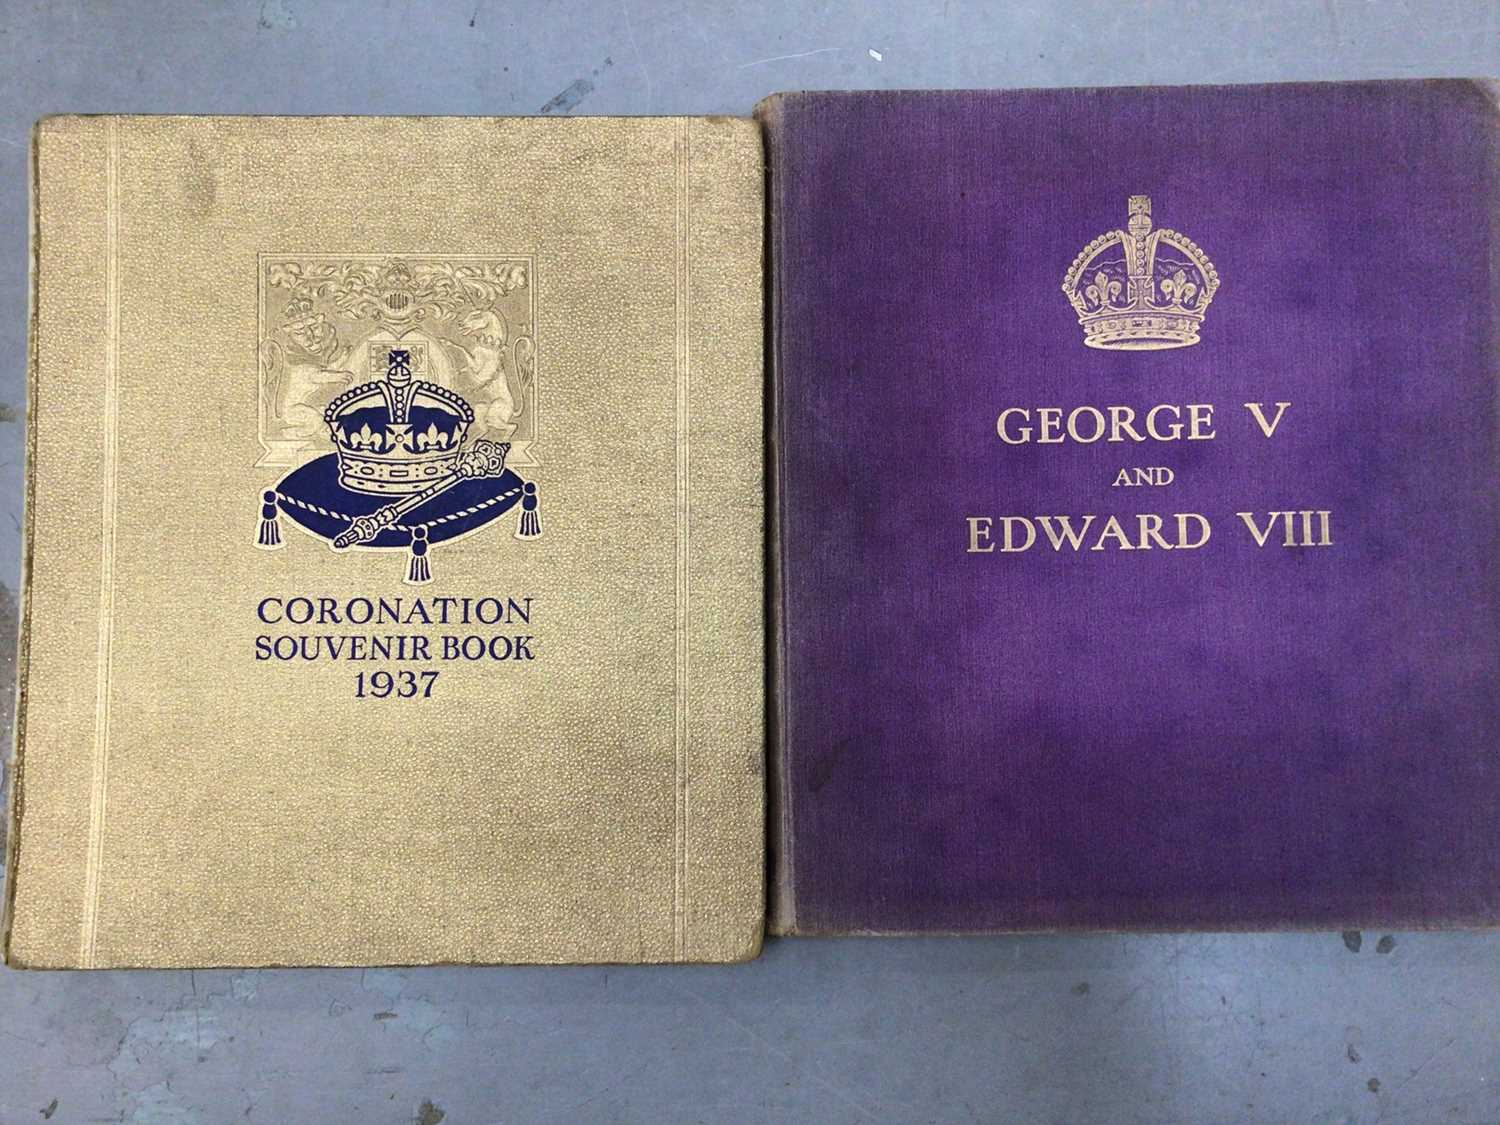 CORONATION
SOUVENIR BOOK
1937
GEORGE V
AND
EDWARD VIII